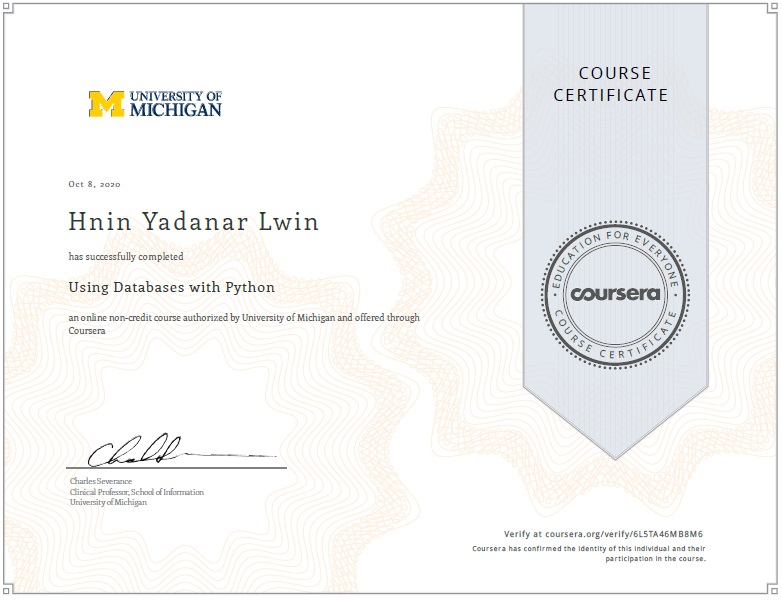 UNIVERSITY OF
MICHIGAN
COURSE
CERTIFICATE
Oct 8, 2020
Hnin Yadanar Lwin
has successfully completed
Using Databases with Python
an online non-credit course authorized by University of Michigan and offered through
Coursera
EDUCATION FOR EVERYONE
coursera
COURSE CERTIFICATE
Charles Severance
Clinical Professor, School of Information
University of Michigan
Verify at coursera.org/verify/6L5TA46MB8M6
Coursera has confirmed the identity of this individual and their
participation in the course.